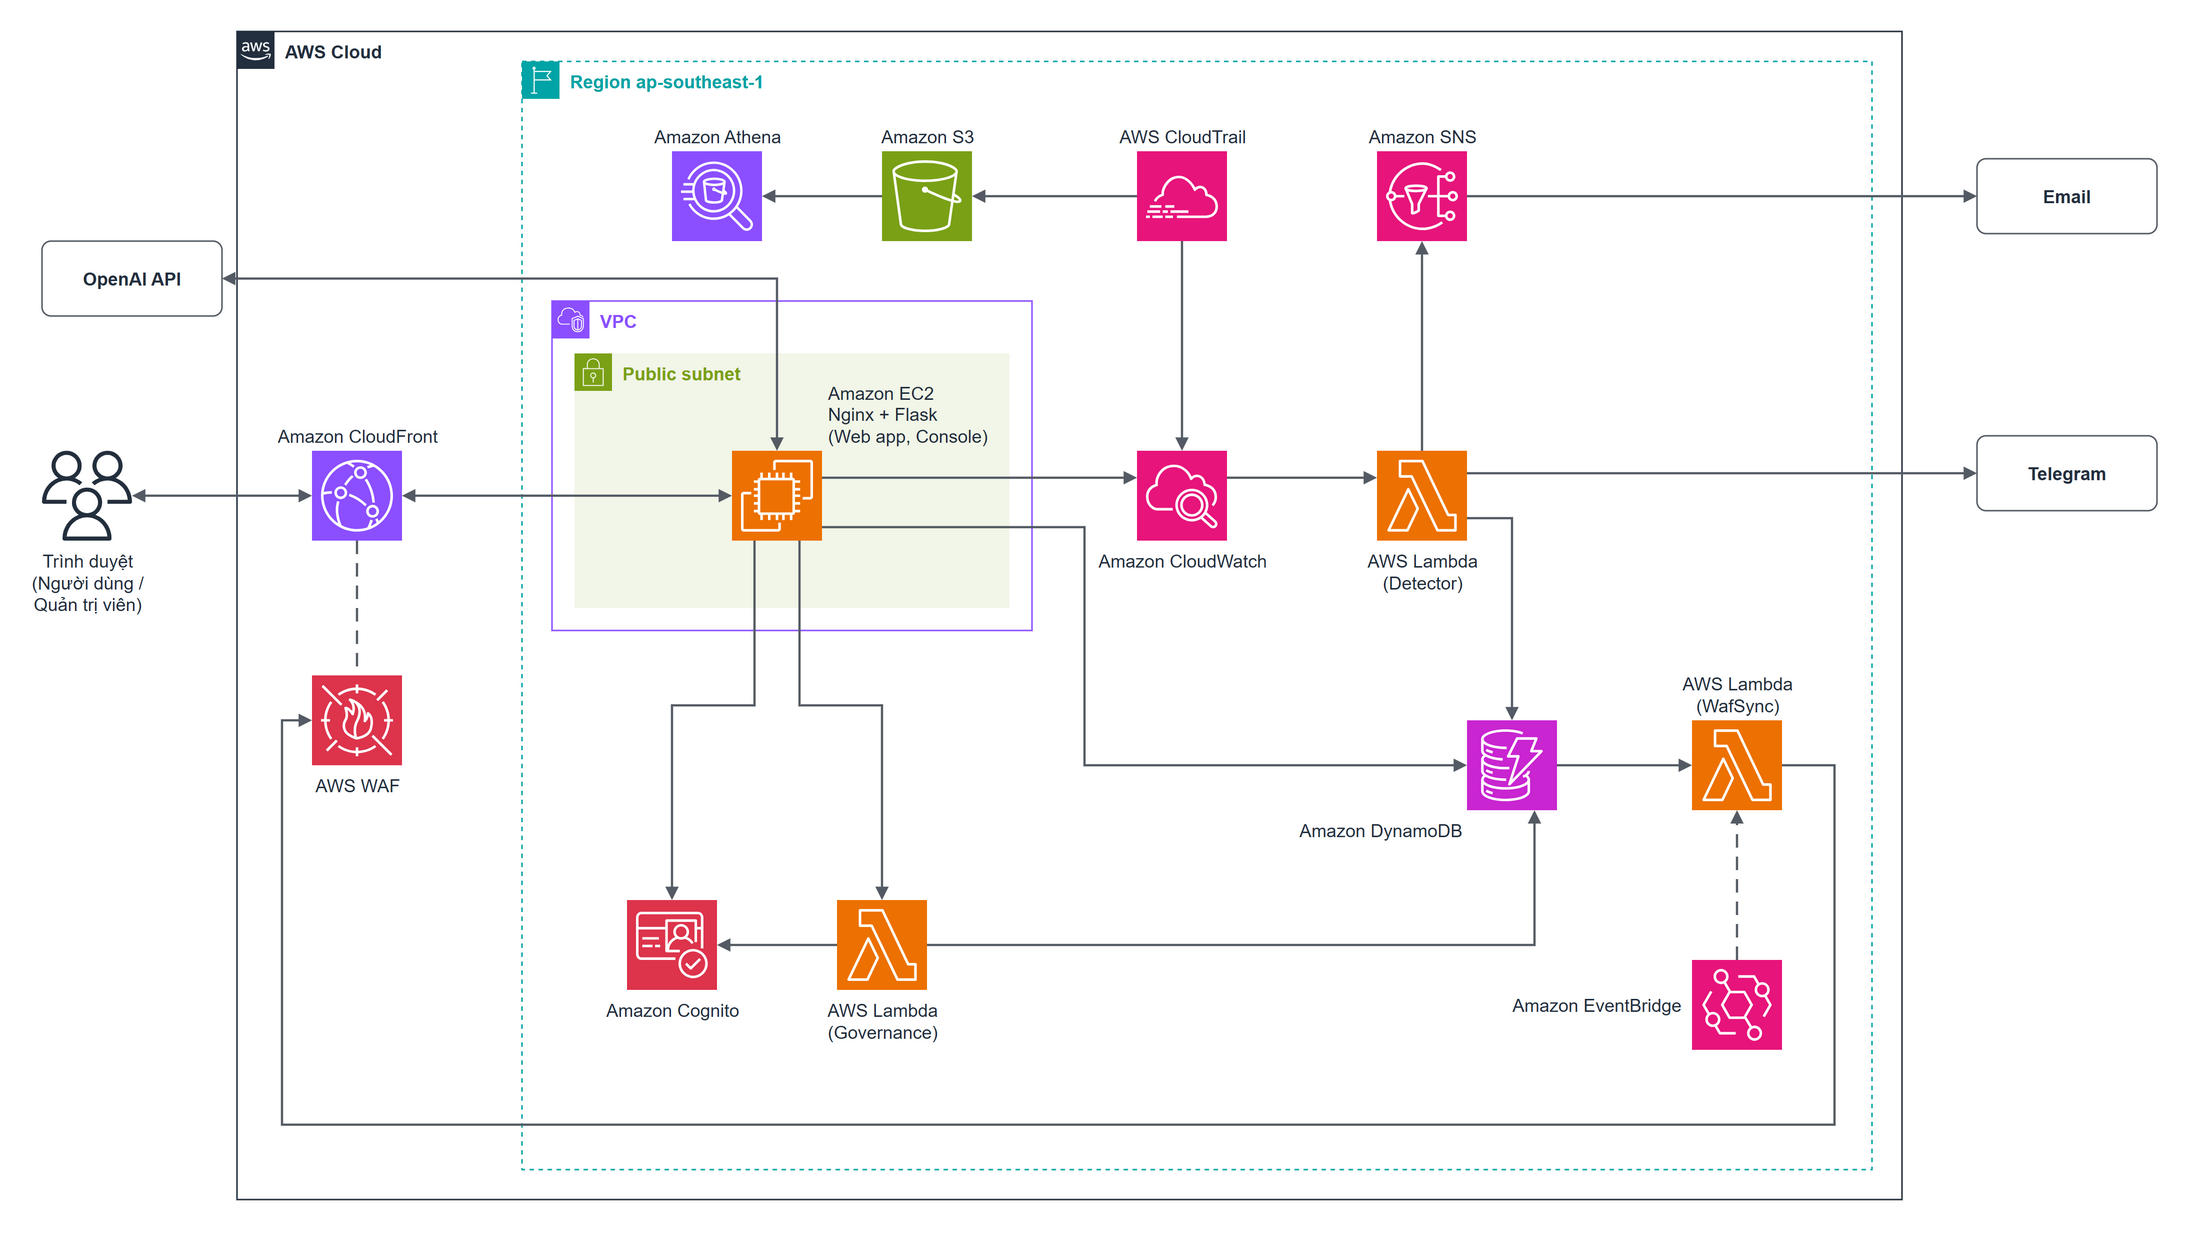 aws
AWS Cloud
Region ap-southeast-1
Amazon Athena
Amazon S3
AWS CloudTrail
Amazon SNS
Email
OpenAI API
VPC
Public subnet
Amazon EC2
Nginx + Flask
(Web app, Console)
Amazon CloudFront
Telegram
Trình duyệt
(Người dùng /
Quản trị viên)
Amazon CloudWatch
AWS Lambda
(Detector)
AWS Lambda
(WafSync)
AWS WAF
Amazon DynamoDB
Amazon Cognito
AWS Lambda
(Governance)
Amazon EventBridge